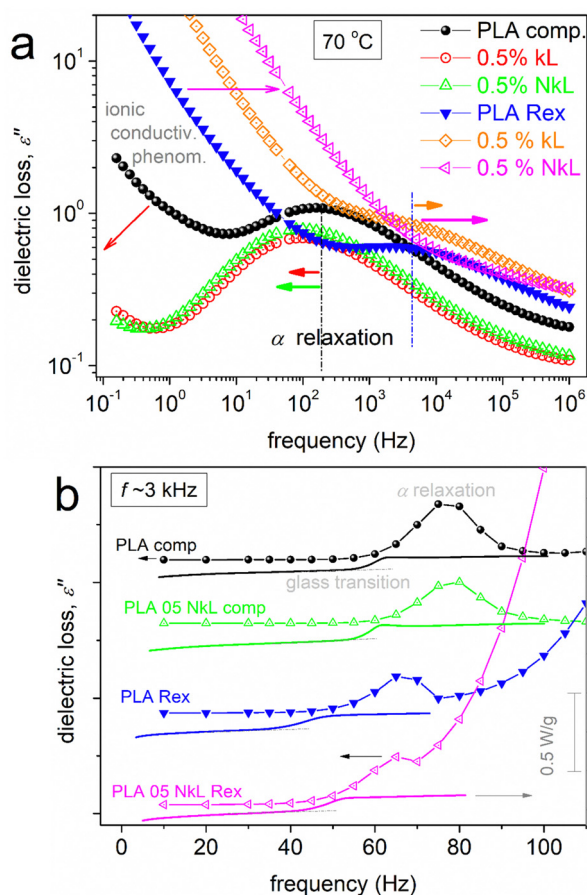 a
70 °C
PLA comp.
0.5% kL
0.5% NkL
PLA Rex
0.5 % kL
0.5 % NkL
ionic
conductiv.
phenom.
α relaxation
dielectric loss, ε″
10¹
10⁰
10⁻¹
10⁻¹ 10⁰ 10¹ 10² 10³ 10⁴ 10⁵ 10⁶
frequency (Hz)
b
f ~3 kHz
α relaxation
PLA comp
glass transition
PLA 05 NkL comp
PLA Rex
PLA 05 NkL Rex
0.5 W/g
dielectric loss, ε″
0 20 40 60 80 100
frequency (Hz)